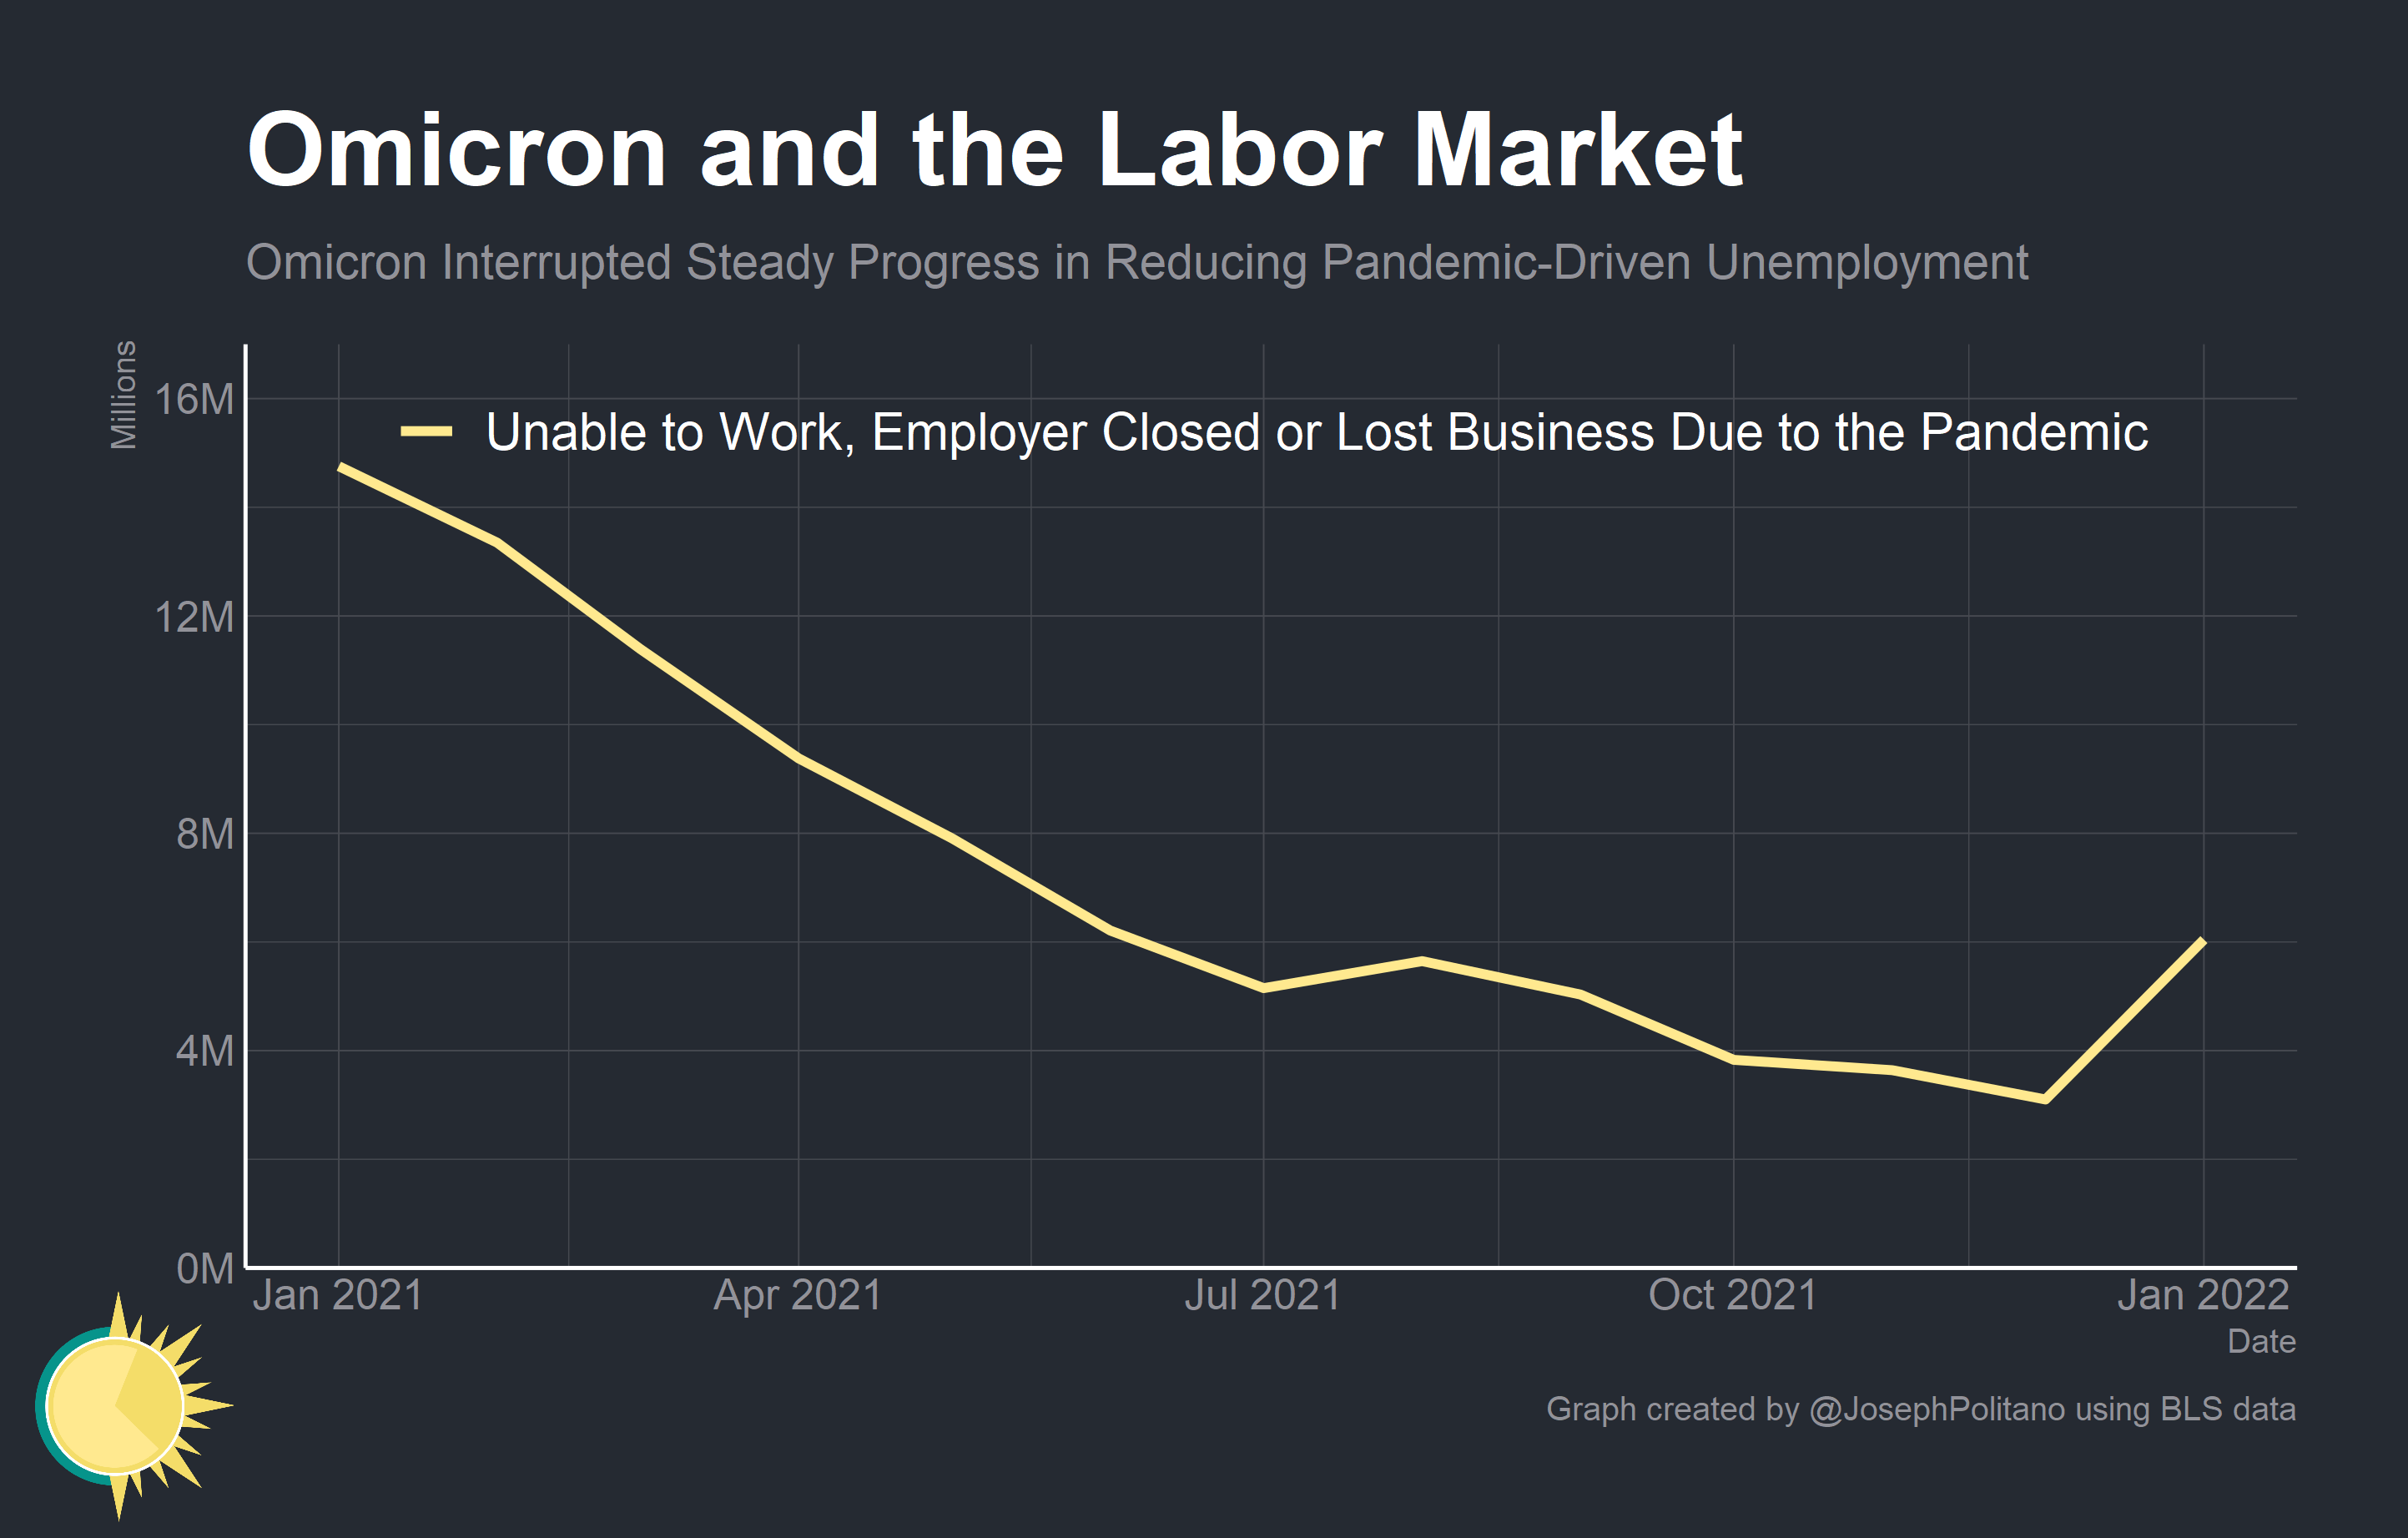 Omicron and the Labor Market
Omicron Interrupted Steady Progress in Reducing Pandemic-Driven Unemployment
Millions
16M
Unable to Work, Employer Closed or Lost Business Due to the Pandemic
12M
8M
4M
0M
Jan 2021
Apr 2021
Jul 2021
Oct 2021
Jan 2022
Date
Graph created by @JosephPolitano using BLS data